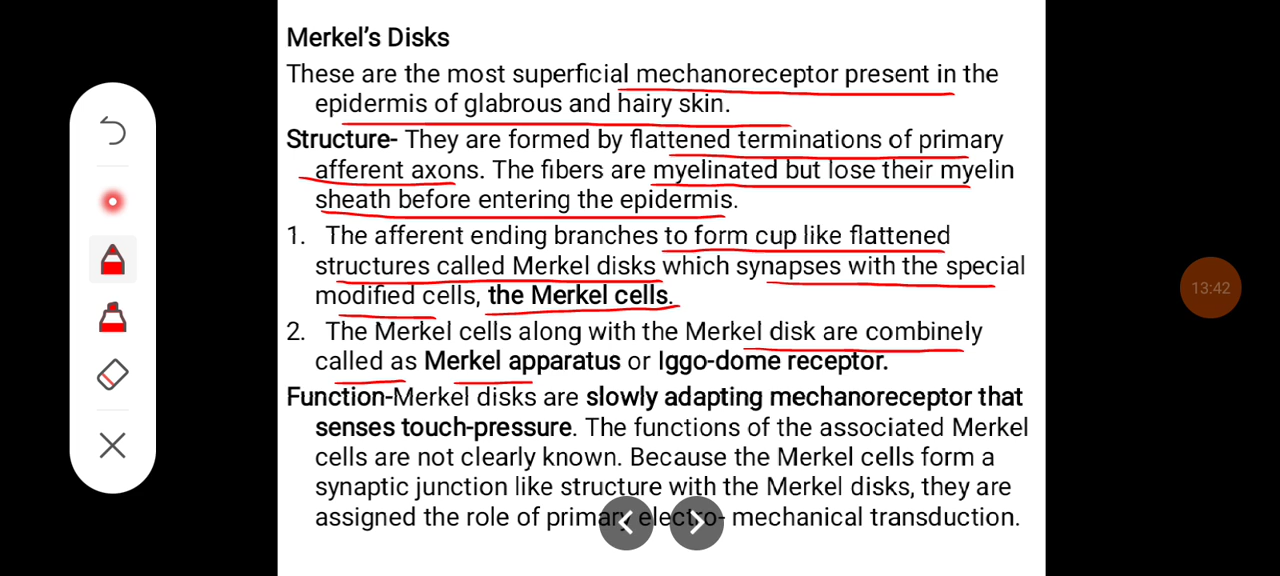 Merkel's Disks
These are the most superficial mechanoreceptor present in the
epidermis of glabrous and hairy skin.
Structure- They are formed by flattened terminations of primary
afferent axons. The fibers are myelinated but lose their myelin
sheath before entering the epidermis.
1. The afferent ending branches to form cup like flattened
structures called Merkel disks which synapses with the special
modified cells, the Merkel cells.
2. The Merkel cells along with the Merkel disk are combinely
called as Merkel apparatus or Iggo-dome receptor.
Function-Merkel disks are slowly adapting mechanoreceptor that
senses touch-pressure. The functions of the associated Merkel
cells are not clearly known. Because the Merkel cells form a
synaptic junction like structure with the Merkel disks, they are
assigned the role of primary electro- mechanical transduction.
13:42